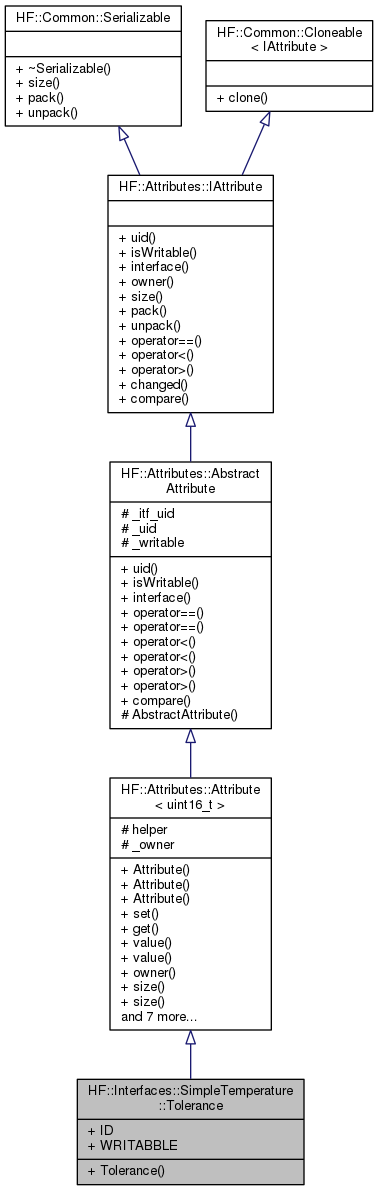 HF::Common::Serializable
+ ~Serializable()
+ size()
+ pack()
+ unpack()
HF::Common::Cloneable
< IAttribute >
+ clone()
HF::Attributes::IAttribute
+ uid()
+ isWritable()
+ interface()
+ owner()
+ size()
+ pack()
+ unpack()
+ operator==()
+ operator<()
+ operator>()
+ changed()
+ compare()
HF::Attributes::Abstract
Attribute
# _itf_uid
# _uid
# _writable
+ uid()
+ isWritable()
+ interface()
+ operator==()
+ operator==()
+ operator<()
+ operator<()
+ operator>()
+ operator>()
+ compare()
# AbstractAttribute()
HF::Attributes::Attribute
< uint16_t >
# helper
# _owner
+ Attribute()
+ Attribute()
+ Attribute()
+ set()
+ get()
+ value()
+ value()
+ owner()
+ size()
+ size()
and 7 more...
HF::Interfaces::SimpleTemperature
::Tolerance
+ ID
+ WRITABBLE
+ Tolerance()